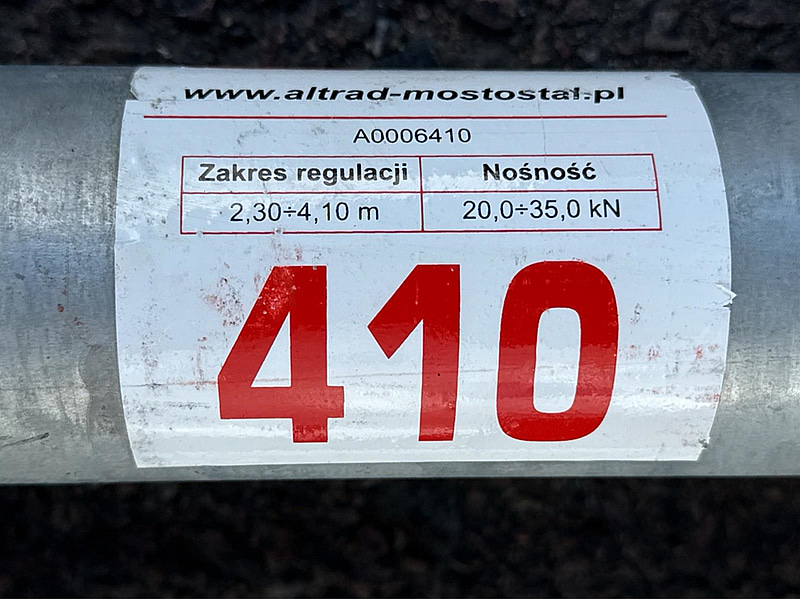 www.altrad-mostostal.pl
A0006410
Zakres regulacji Nośność
2,30÷4,10 m 20,0÷35,0 kN
410